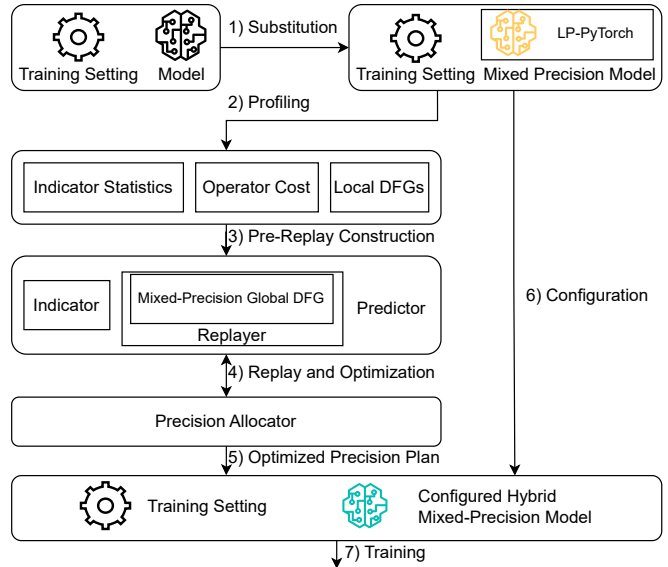 1) Substitution
LP-PyTorch
Training Setting
Model
Training Setting
Mixed Precision Model
2) Profiling
Indicator Statistics
Operator Cost
Local DFGs
3) Pre-Replay Construction
Indicator
Mixed-Precision Global DFG
Replayer
Predictor
6) Configuration
4) Replay and Optimization
Precision Allocator
5) Optimized Precision Plan
Training Setting
Configured Hybrid
Mixed-Precision Model
7) Training